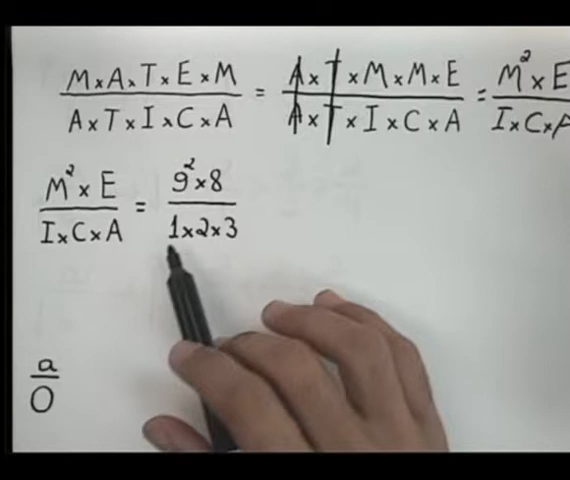 M×A×T×E×M / A×T×I×C×A = A×T×M×M×E / A×T×I×C×A = M²×E / I×C×A
M²×E / I×C×A = 9²×8 / 1×2×3
a / 0